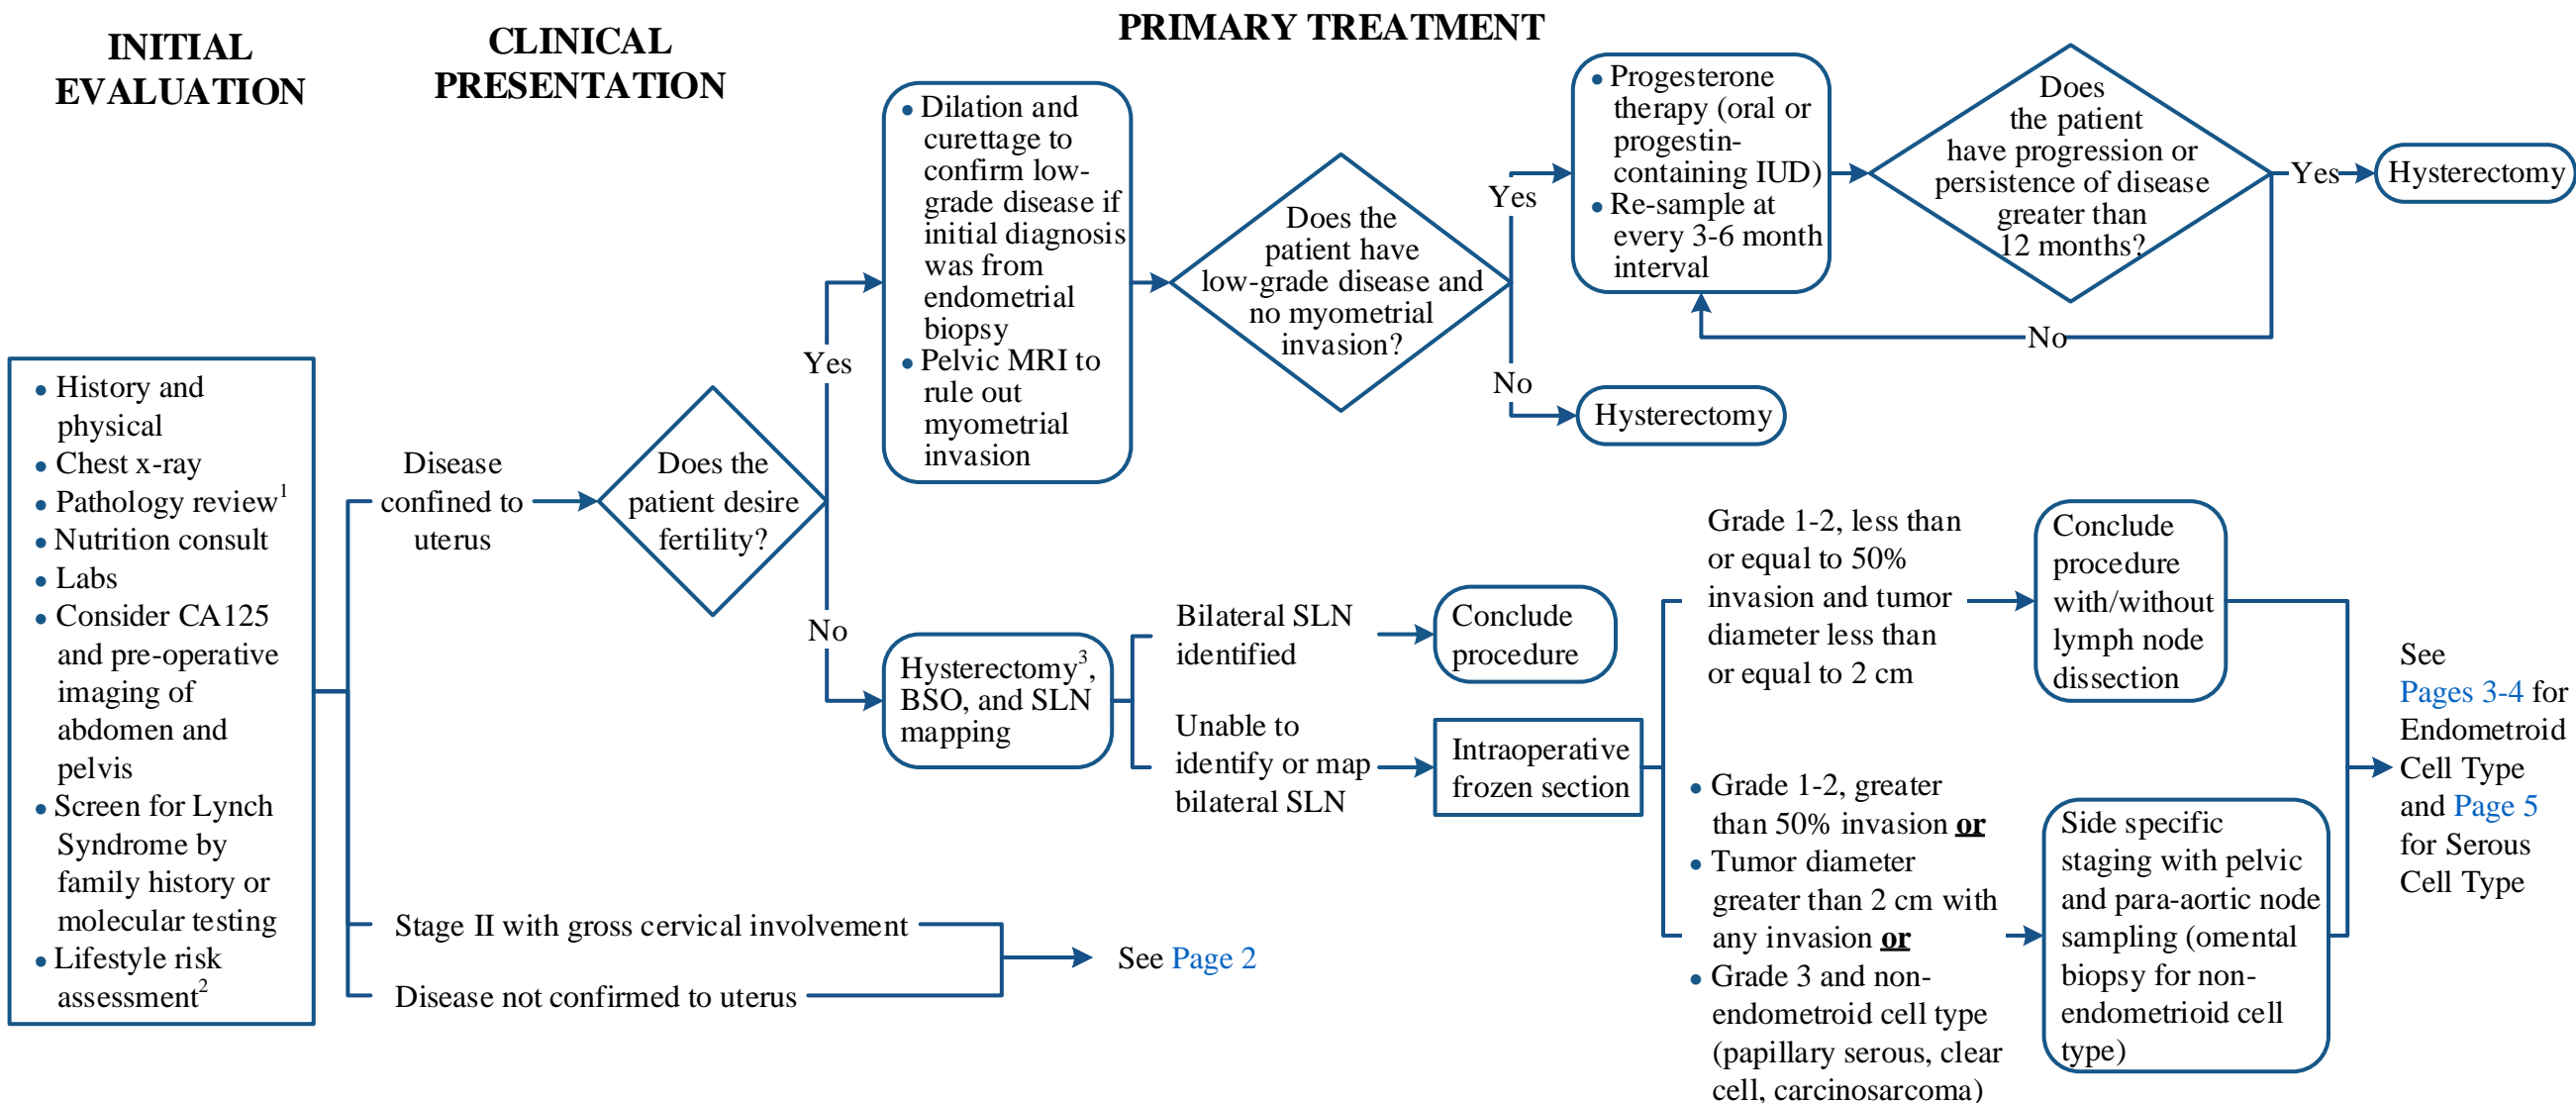 INITIAL
EVALUATION
CLINICAL
PRESENTATION
PRIMARY TREATMENT
• History and
physical
• Chest x-ray
• Pathology review1
• Nutrition consult
• Labs
• Consider CA125
and pre-operative
imaging of
abdomen and
pelvis
• Screen for Lynch
Syndrome by
family history or
molecular testing
• Lifestyle risk
assessment2
Disease
confined to
uterus
Does the
patient desire
fertility?
Yes
• Dilation and
curettage to
confirm low-
grade disease if
initial diagnosis
was from
endometrial
biopsy
• Pelvic MRI to
rule out
myometrial
invasion
Does the
patient have
low-grade disease and
no myometrial
invasion?
Yes
• Progesterone
therapy (oral or
progestin-
containing IUD)
• Re-sample at
every 3-6 month
interval
Does
the patient
have progression or
persistence of disease
greater than
12 months?
Yes
Hysterectomy
No
No
Hysterectomy
No
Hysterectomy3,
BSO, and SLN
mapping
Bilateral SLN
identified
Conclude
procedure
Unable to
identify or map
bilateral SLN
Intraoperative
frozen section
Grade 1-2, less than
or equal to 50%
invasion and tumor
diameter less than
or equal to 2 cm
Conclude
procedure
with/without
lymph node
dissection
• Grade 1-2, greater
than 50% invasion or
• Tumor diameter
greater than 2 cm with
any invasion or
• Grade 3 and non-
endometroid cell type
(papillary serous, clear
cell, carcinosarcoma)
Side specific
staging with pelvic
and para-aortic node
sampling (omental
biopsy for non-
endometrioid cell
type)
See
Pages 3-4 for
Endometroid
Cell Type
and Page 5
for Serous
Cell Type
Stage II with gross cervical involvement
Disease not confirmed to uterus
See Page 2